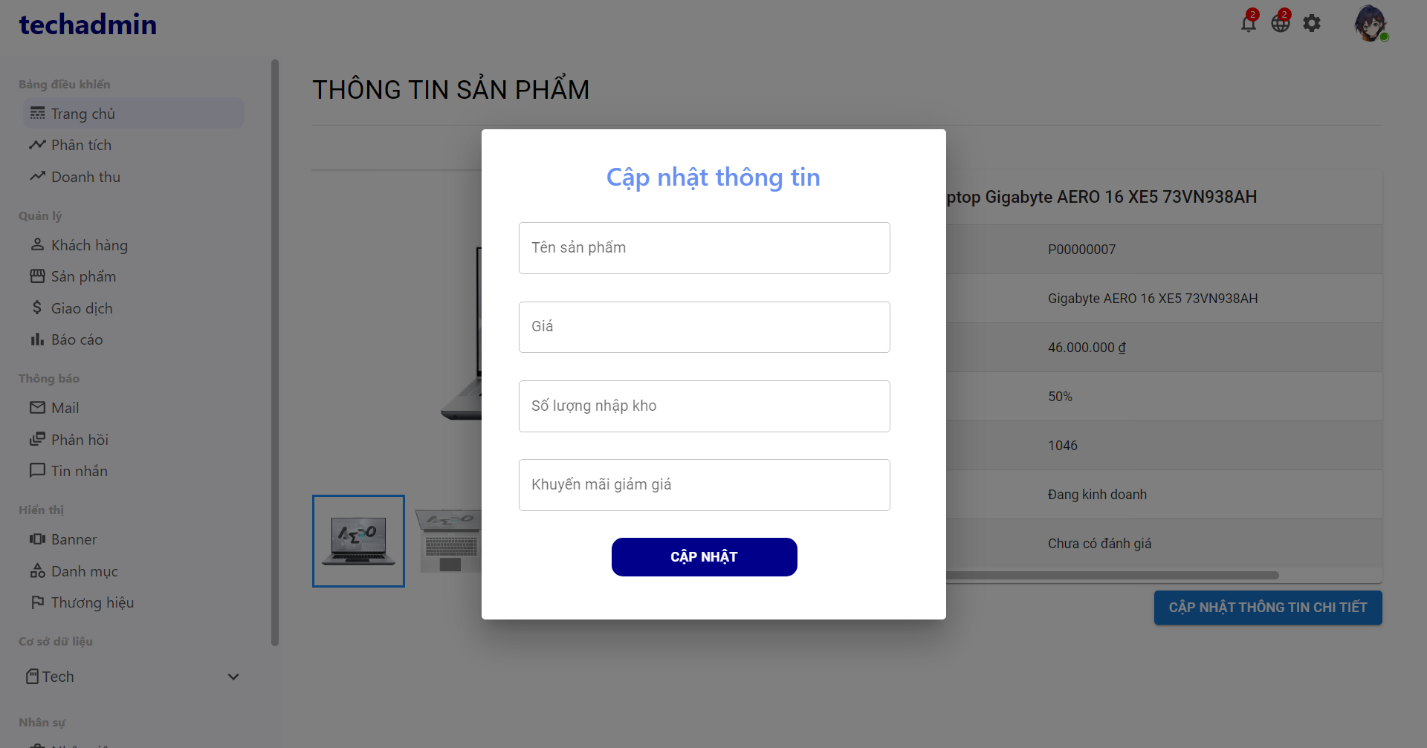 techadmin
2
2
Bảng điều khiển
Trang chủ
Phân tích
Doanh thu
Quản lý
Khách hàng
Sản phẩm
Giao dịch
Báo cáo
Thông báo
Mail
Phản hồi
Tin nhắn
Hiển thị
Banner
Danh mục
Thương hiệu
Cơ sở dữ liệu
Tech
Nhân sự
THÔNG TIN SẢN PHẨM
ptop Gigabyte AERO 16 XE5 73VN938AH
P00000007
Gigabyte AERO 16 XE5 73VN938AH
46.000.000 ₫
50%
1046
Đang kinh doanh
Chưa có đánh giá
CẬP NHẬT THÔNG TIN CHI TIẾT
Cập nhật thông tin
Tên sản phẩm
Giá
Số lượng nhập kho
Khuyến mãi giảm giá
CẬP NHẬT
AERO